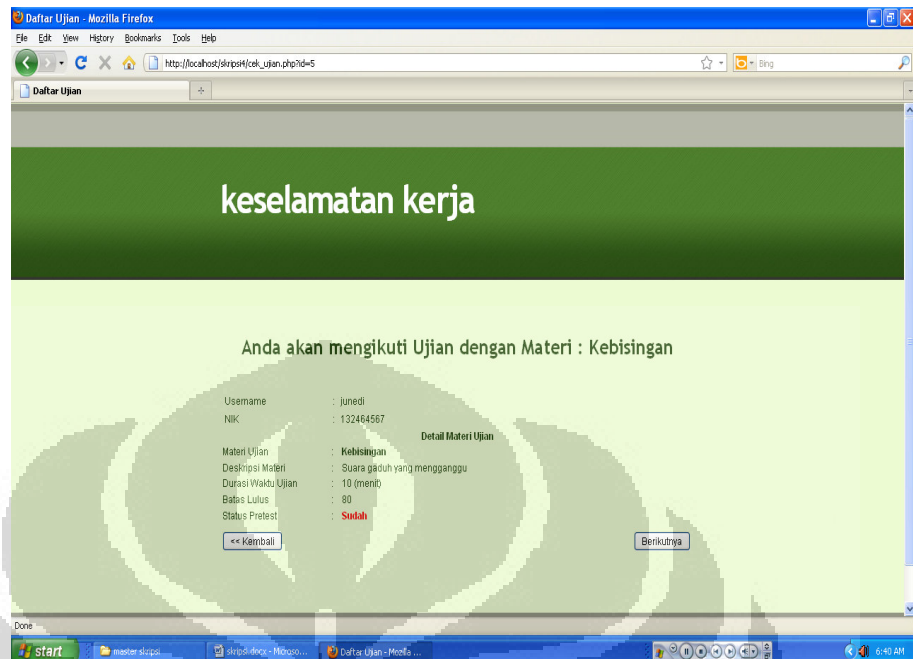 Daftar Ujian - Mozilla Firefox
File Edit View History Bookmarks Tools Help
http://localhost/skripsi4/cek_ujian.php?id=5
Bing
Daftar Ujian
keselamatan kerja
Anda akan mengikuti Ujian dengan Materi : Kebisingan
Username : junedi
NIK : 132464567
Detail Materi Ujian
Materi Ujian : Kebisingan
Deskripsi Materi : Suara gaduh yang mengganggu
Durasi Waktu Ujian : 10 (menit)
Batas Lulus : 80
Status Pretest : Sudah
<< Kembali Berikutnya
Done
start master skripsi skripsi.docx - Microso... Daftar Ujian - Mozilla ... 6:40 AM